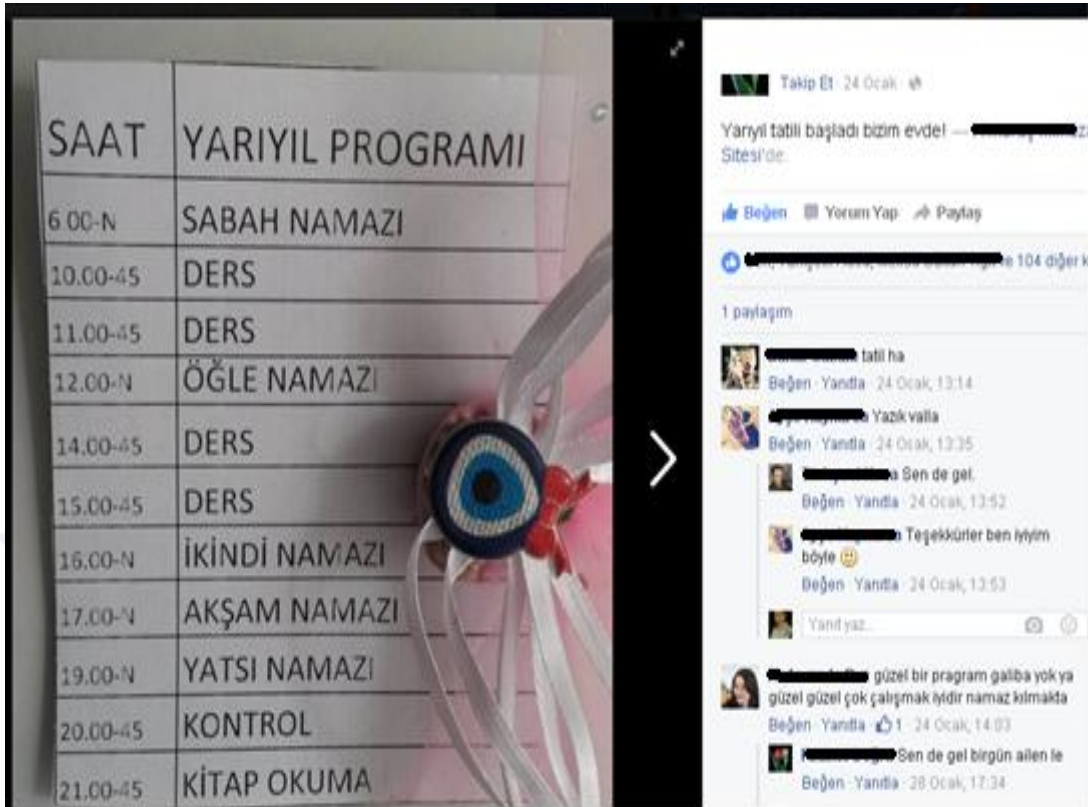 SAAT YARIYIL PROGRAMI
6 00-N SABAH NAMAZI
10.00-45 DERS
11.00-45 DERS
12.00-N ÖĞLE NAMAZI
14.00-45 DERS
15.00-45 DERS
16.00-N İKİNDİ NAMAZI
17.00-N AKŞAM NAMAZI
19.00-N YATSI NAMAZI
20.00-45 KONTROL
21.00-45 KİTAP OKUMA
Takip Et · 24 Ocak ·
Yarıyıl tatili başladı bizim evde! —
Sitesi'de.
Beğen Yorum Yap Paylaş
104 diğer k
1 paylaşım
tatil ha
Beğen · Yanıtla · 24 Ocak, 13:14
Yazık valla
Beğen · Yanıtla · 24 Ocak, 13:35
Sen de gel.
Beğen · Yanıtla · 24 Ocak, 13:52
Teşekkürler ben iyiyim
böyle
Beğen · Yanıtla · 24 Ocak, 13:53
Yanıt yaz...
güzel bir pragram galiba yok ya
güzel güzel çok çalışmak iyidir namaz kılmakta
Beğen · Yanıtla · 1 · 24 Ocak, 14:03
Sen de gel birgün ailen le
Beğen · Yanıtla · 28 Ocak, 17:34